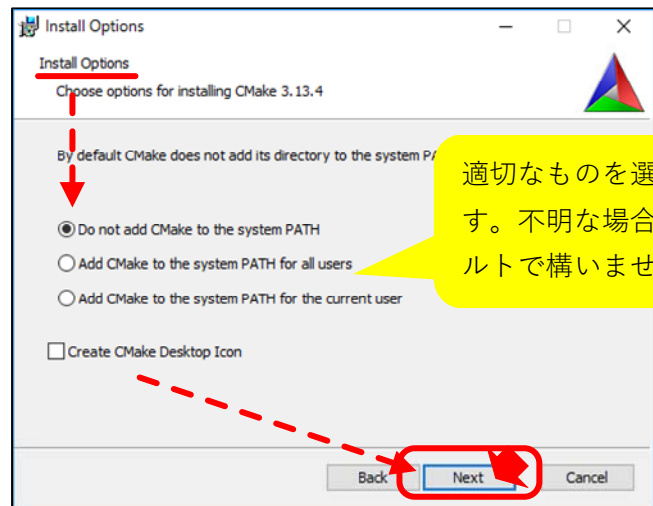 Install Options
Install Options
Choose options for installing CMake 3.13.4
By default CMake does not add its directory to the system
適切なものを選
す。不明な場合
ルトで構いませ
Do not add CMake to the system PATH
Add CMake to the system PATH for all users
Add CMake to the system PATH for the current user
Create CMake Desktop Icon
Back
Next
Cancel